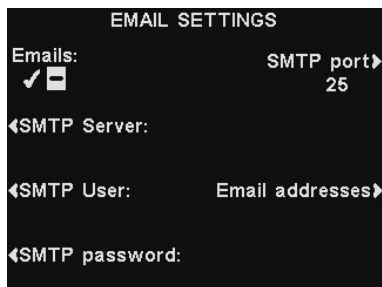 EMAIL SETTINGS
Emails:
SMTP port
25
SMTP Server:
SMTP User:
Email addresses
SMTP password: